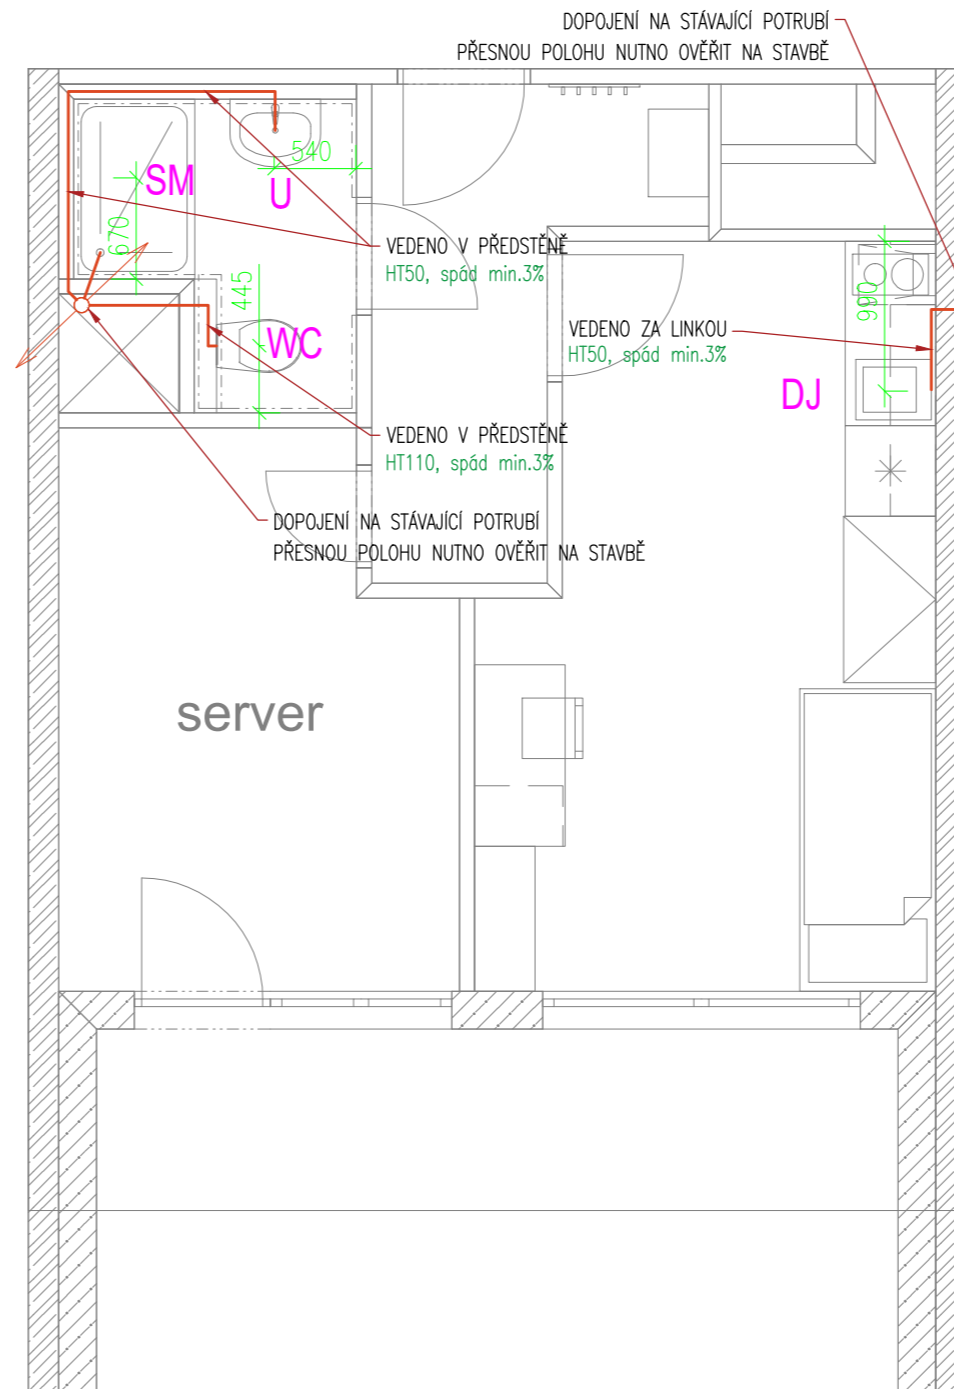 DOPOJENÍ NA STÁVAJÍCÍ POTRUBÍ
PŘESNOU POLOHU NUTNO OVĚŘIT NA STAVBĚ
540
SM
U
670
VEDENO V PŘEDSTĚNĚ
HT50, spád min.3%
445
990
WC
VEDENO ZA LINKOU
HT50, spád min.3%
DJ
VEDENO V PŘEDSTĚNĚ
HT110, spád min.3%
DOPOJENÍ NA STÁVAJÍCÍ POTRUBÍ
PŘESNOU POLOHU NUTNO OVĚŘIT NA STAVBĚ
server